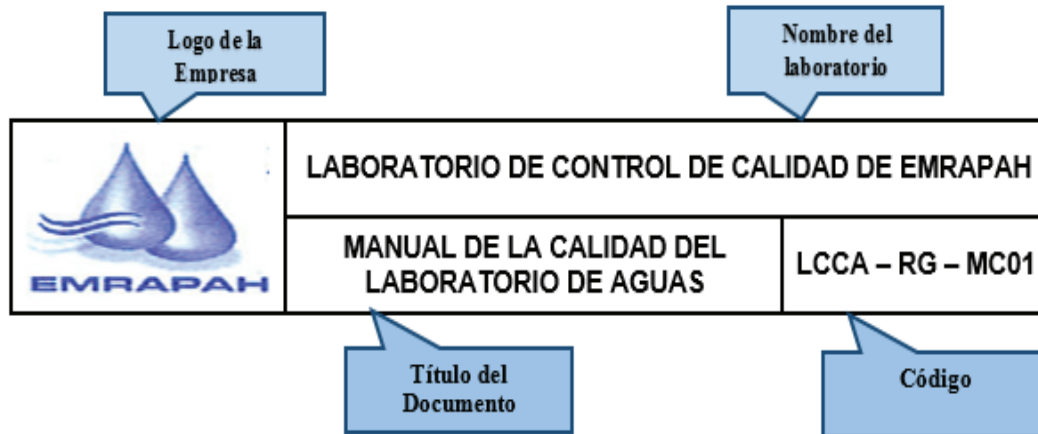 Logo de la
Empresa
Nombre del
laboratorio
LABORATORIO DE CONTROL DE CALIDAD DE EMRAPAH
EMRAPAH
MANUAL DE LA CALIDAD DEL
LABORATORIO DE AGUAS
LCCA – RG – MC01
Título del
Documento
Código